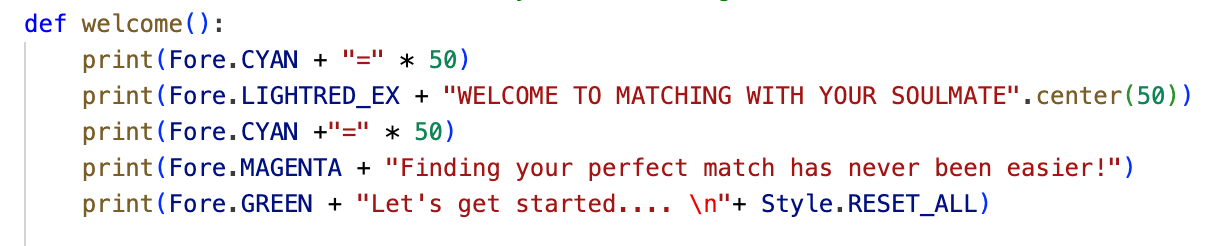 def welcome():
    print(Fore.CYAN + "=" * 50)
    print(Fore.LIGHTRED_EX + "WELCOME TO MATCHING WITH YOUR SOULMATE".center(50))
    print(Fore.CYAN +"=" * 50)
    print(Fore.MAGENTA + "Finding your perfect match has never been easier!")
    print(Fore.GREEN + "Let's get started.... \n"+ Style.RESET_ALL)